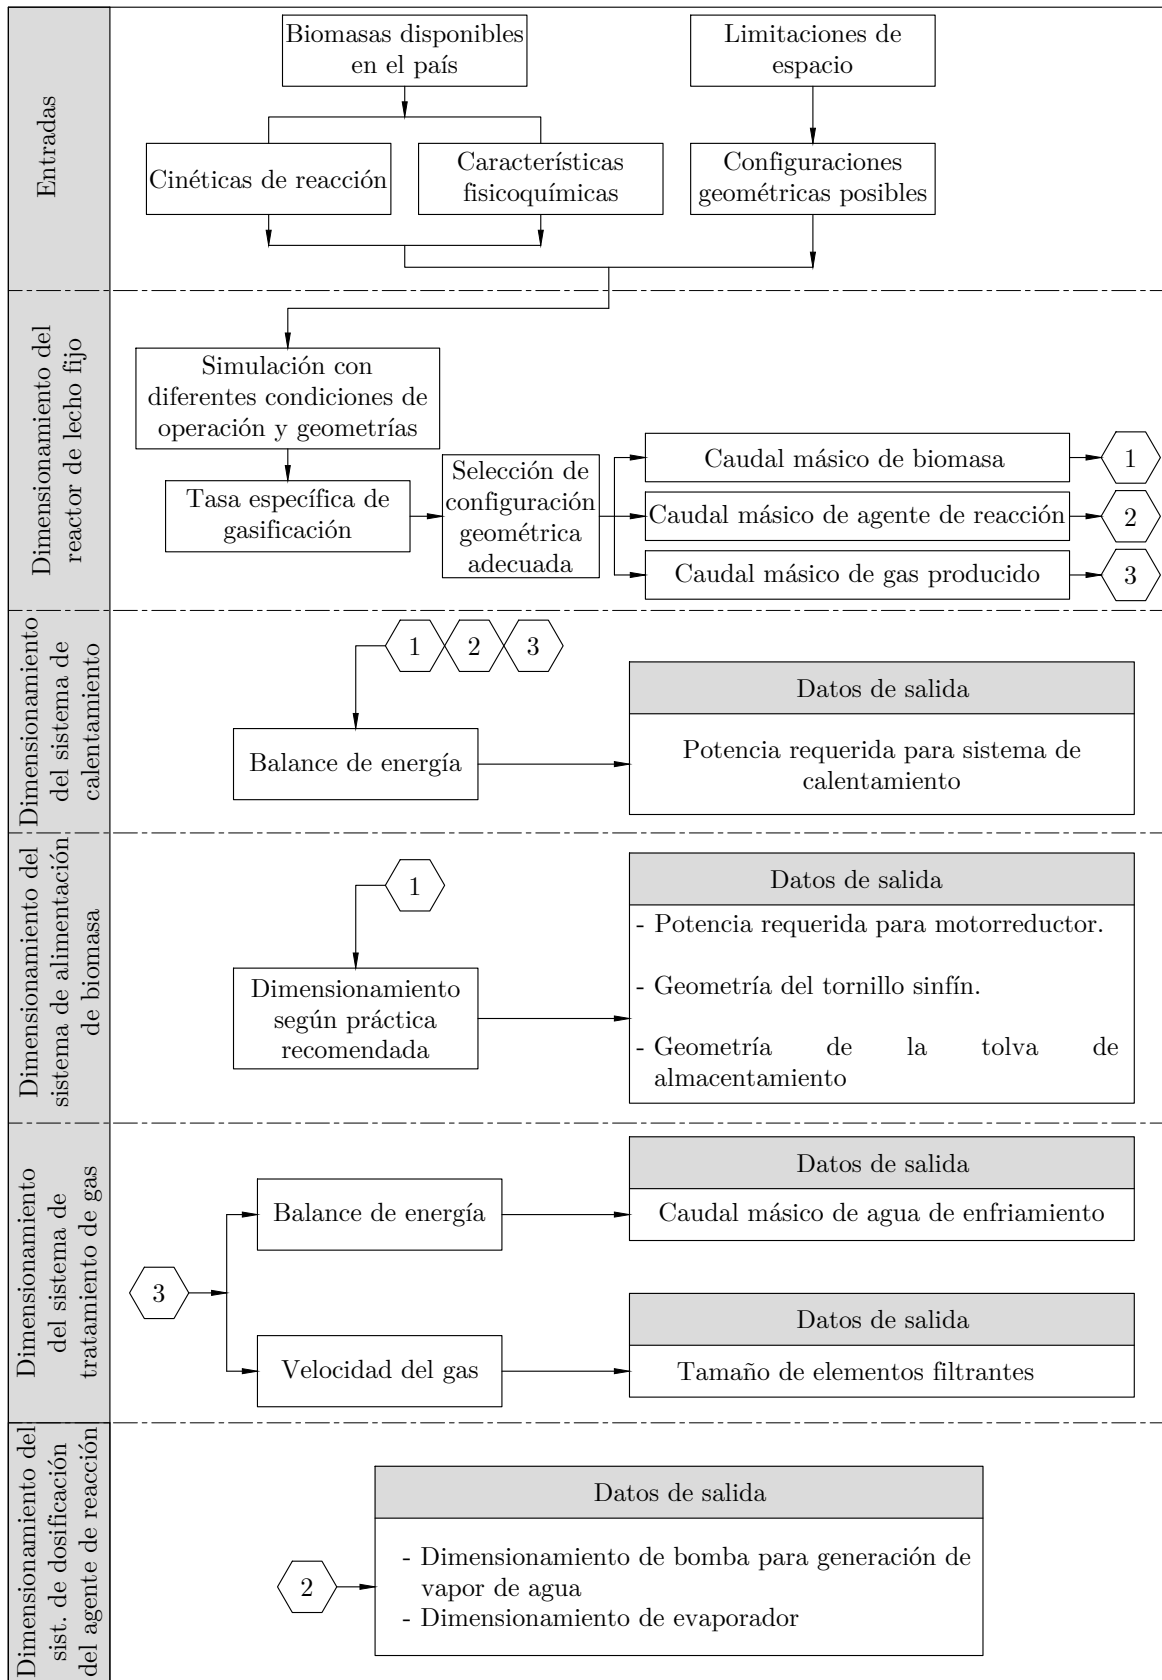 Entradas
Biomasas disponibles
en el país
Limitaciones de
espacio
Cinéticas de reacción
Característificas
fisicoquímicas
Configuraciones
geométricas posibles
Dimensionamiento del
reactor de lecho fijo
Simulación con
diferentes condiciones de
operación y geometrías
Tasa específica de
gasificación
Selección de
configuración
geométrica
adecuada
Caudal másico de biomasa
1
Caudal másico de agente de reacción
2
Caudal másico de gas producido
3
Dimensionamiento
del sistema de
calentamiento
1
2
3
Balance de energía
Datos de salida
Potencia requerida para sistema de
calentamiento
Dimensionamiento del
sistema de alimentación
de biomasa
1
Dimensionamiento
según práctica
recomendada
Datos de salida
- Potencia requerida para motorreductor.
- Geometría del tornillo sinfín.
- Geometría de la tolva de
almacentamiento
Dimensionamiento
del sistema de
tratamiento de gas
3
Balance de energía
Datos de salida
Caudal másico de agua de enfriamiento
Velocidad del gas
Datos de salida
Tamaño de elementos filtrantes
Dimensionamiento del
sist. de dosificación
del agente de reacción
2
Datos de salida
- Dimensionamiento de bomba para generación de
vapor de agua
- Dimensionamiento de evaporador